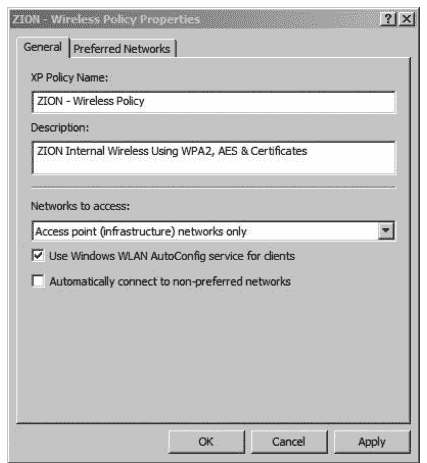 ZION - Wireless Policy Properties
General
Preferred Networks
XP Policy Name:
ZION - Wireless Policy
Description:
ZION Internal Wireless Using WPA2, AES & Certificates
Networks to access:
Access point (infrastructure) networks only
Use Windows WLAN AutoConfig service for clients
Automatically connect to non-preferred networks
OK
Cancel
Apply